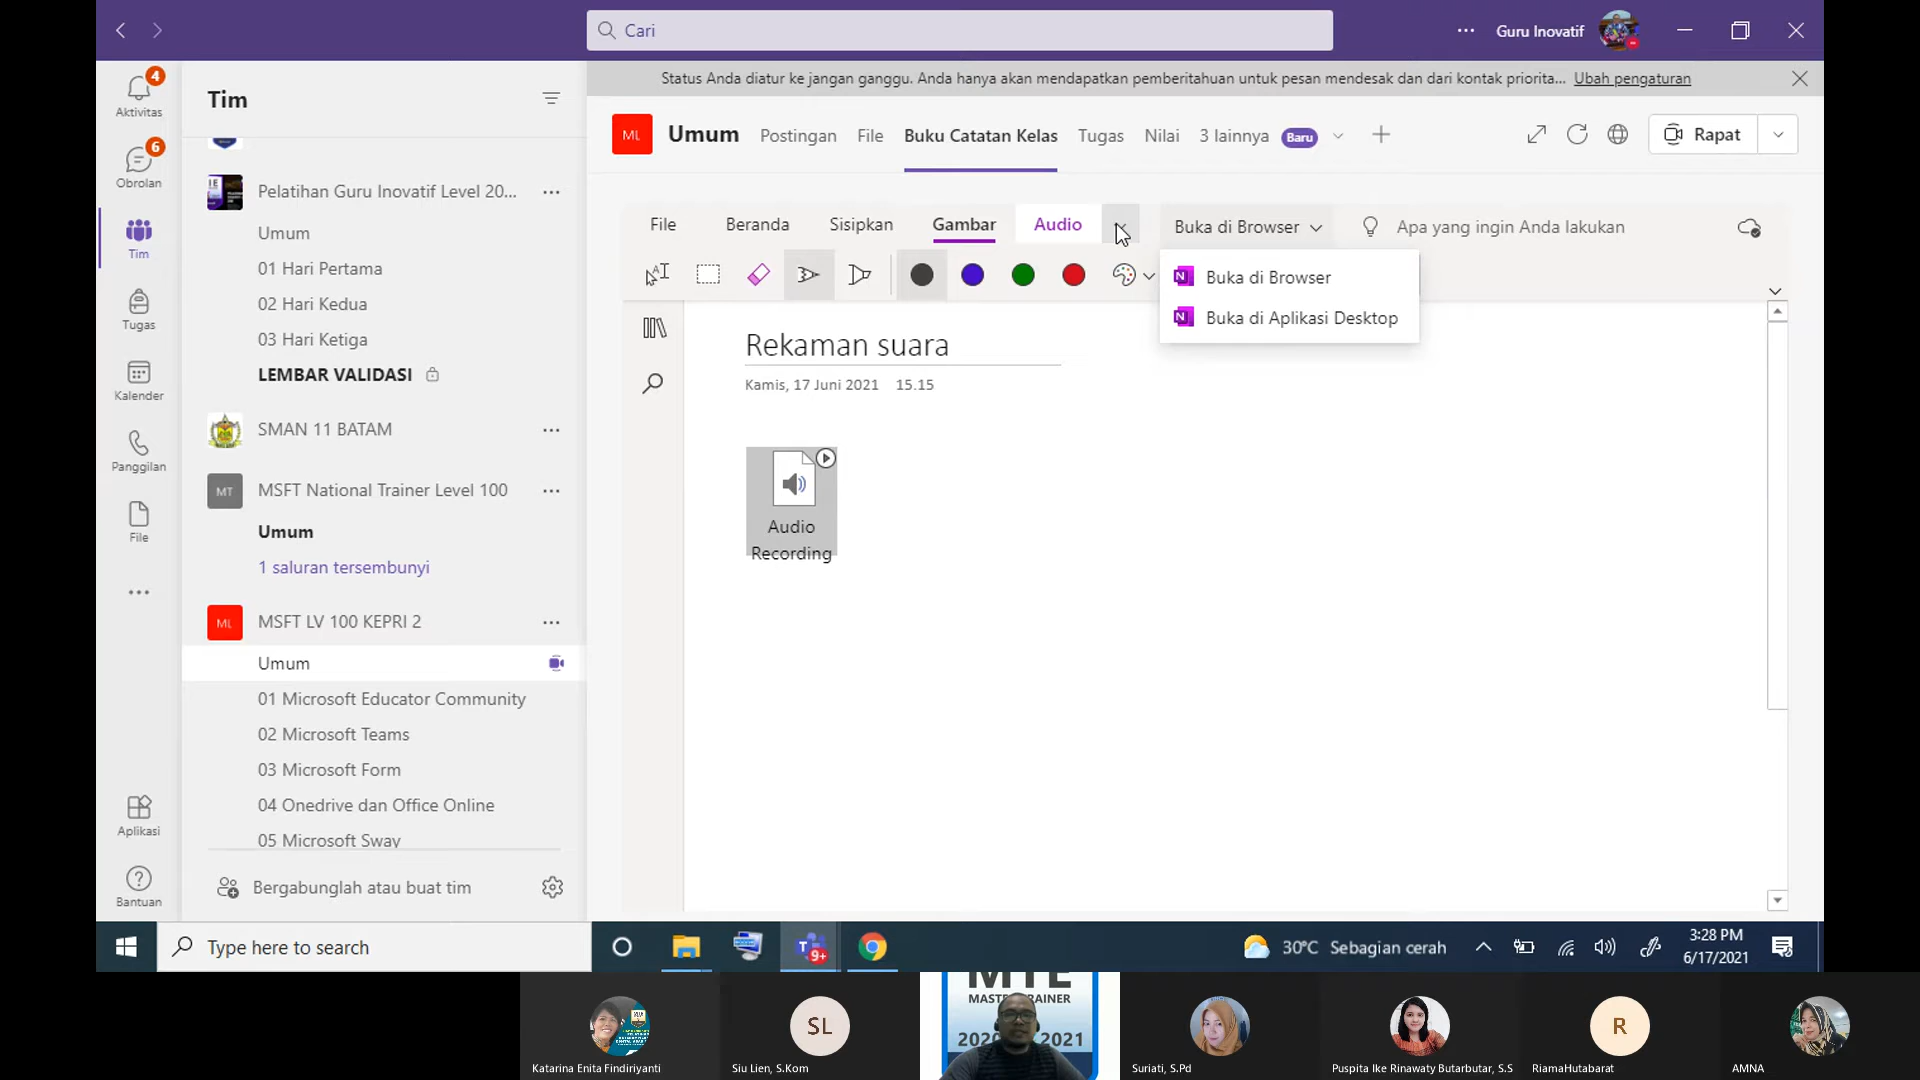 Cari
Guru Inovatif
Status Anda diatur ke jangan ganggu. Anda hanya akan mendapatkan pemberitahuan untuk pesan mendesak dan dari kontak priorita... Ubah pengaturan
4
Aktivitas
6
Obrolan
Tim
Tugas
Kalender
Panggilan
File
Aplikasi
Bantuan
Tim
Pelatihan Guru Inovatif Level 20...
Umum
01 Hari Pertama
02 Hari Kedua
03 Hari Ketiga
LEMBAR VALIDASI
SMAN 11 BATAM
MT MSFT National Trainer Level 100
Umum
1 saluran tersembunyi
ML MSFT LV 100 KEPRI 2
Umum
01 Microsoft Educator Community
02 Microsoft Teams
03 Microsoft Form
04 Onedrive dan Office Online
05 Microsoft Sway
Bergabunglah atau buat tim
ML Umum Postingan File Buku Catatan Kelas Tugas Nilai 3 lainnya Baru Rapat
File Beranda Sisipkan Gambar Audio Buka di Browser Apa yang ingin Anda lakukan
Buka di Browser
Buka di Aplikasi Desktop
Rekaman suara
Kamis, 17 Juni 2021 15.15
Audio
Recording
Type here to search
9+
30°C Sebagian cerah
3:28 PM
6/17/2021
Katarina Enita Findiriyanti
SL
Siu Lien, S.Kom
MTE
2021
Suriati, S.Pd
Puspita Ike Rinawaty Butarbutar, S.S
R
RiamaHutabarat
AMNA